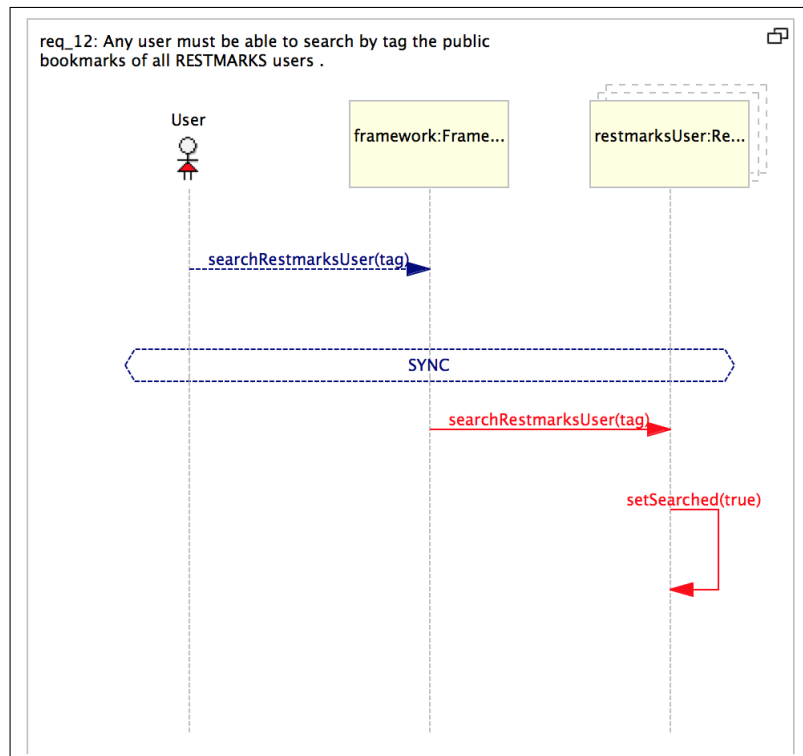 req_12: Any user must be able to search by tag the public
bookmarks of all RESTMARKS users .
User
framework:Frame...
restmarksUser:Re...
searchRestmarksUser(tag)
SYNC
searchRestmarksUser(tag)
setSearched(true)